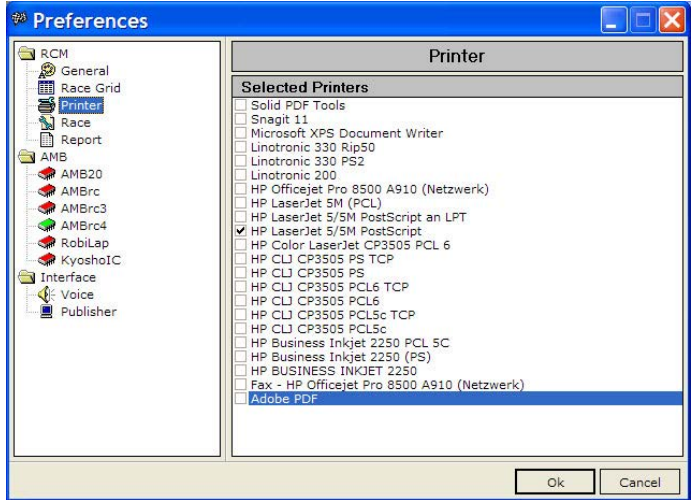 Preferences
RCM
General
Race Grid
Printer
Race
Report
AMB
AMB20
AMBrc
AMBrc3
AMBrc4
RobiLap
KyoshoIC
Interface
Voice
Publisher
Printer
Selected Printers
Solid PDF Tools
Snagit 11
Microsoft XPS Document Writer
Linotronic 330 Rip50
Linotronic 330 PS2
Linotronic 200
HP Officejet Pro 8500 A910 (Netzwerk)
HP LaserJet 5M (PCL)
HP LaserJet 5/5M PostScript an LPT
HP LaserJet 5/5M PostScript
HP Color LaserJet CP3505 PCL 6
HP CLJ CP3505 PS TCP
HP CLJ CP3505 PS
HP CLJ CP3505 PCL6 TCP
HP CLJ CP3505 PCL6
HP CLJ CP3505 PCL5c TCP
HP CLJ CP3505 PCL5c
HP Business Inkjet 2250 PCL 5C
HP Business Inkjet 2250 (PS)
HP BUSINESS INKJET 2250
Fax - HP Officejet Pro 8500 A910 (Netzwerk)
Adobe PDF
Ok
Cancel